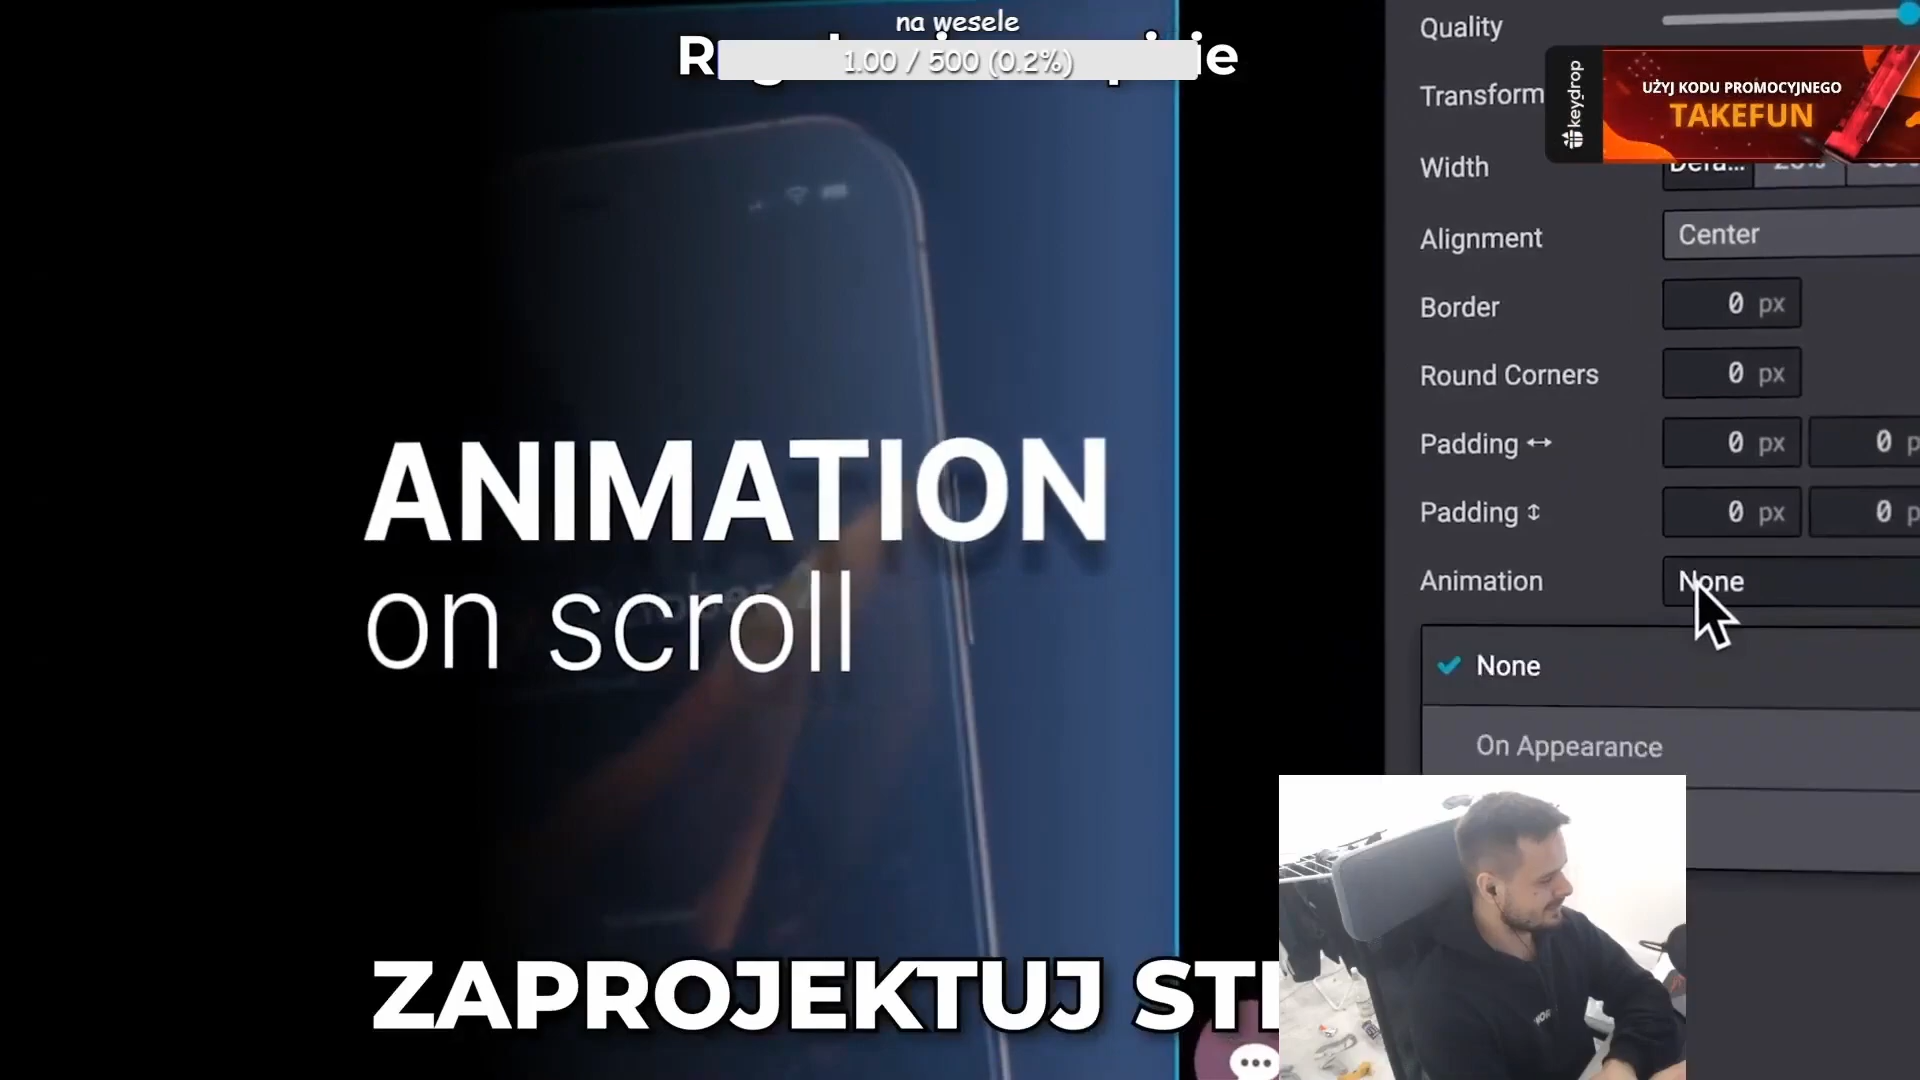 na wesele
1.00 / 500 (0.2%)
Quality
keydrop
UŻYJ KODU PROMOCYJNEGO
TAKEFUN
Transform
Width
Alignment
Center
Border
0 px
Round Corners
0 px
Padding ↔
0 px
0 p
Padding ↕
0 px
0 p
Animation
None
None
On Appearance
ANIMATION
on scroll
ZAPROJEKTUJ